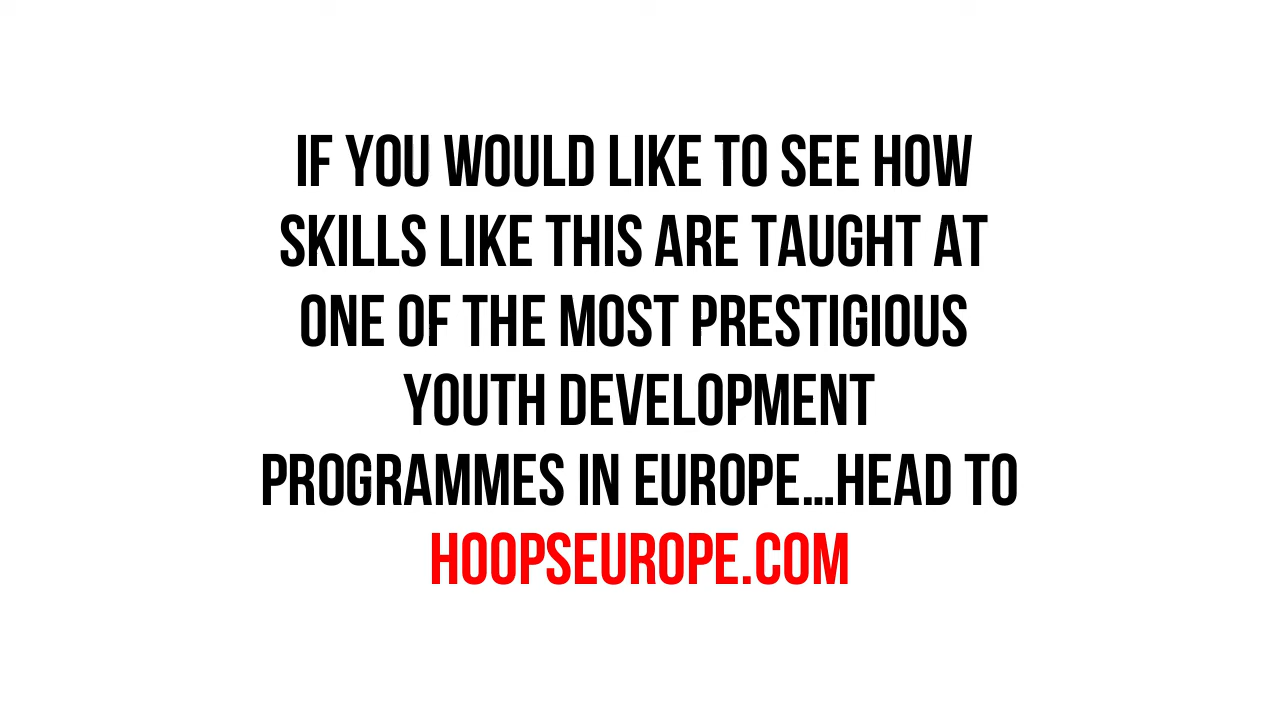 IF YOU WOULD LIKE TO SEE HOW
SKILLS LIKE THIS ARE TAUGHT AT
ONE OF THE MOST PRESTIGIOUS
YOUTH DEVELOPMENT
PROGRAMMES IN EUROPE...HEAD TO
HOOPSEUROPE.COM